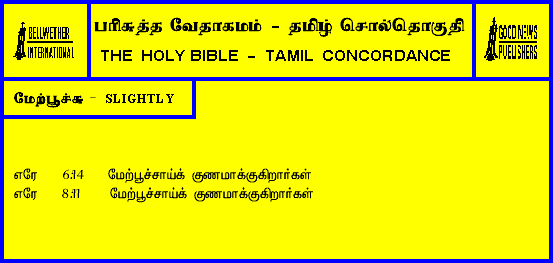 BELLWETHER
INTERNATIONAL
பரிசுத்த வேதாகமம் - தமிழ் சொல்தொகுதி
THE HOLY BIBLE - TAMIL CONCORDANCE
GOOD NEWS
PUBLISHERS
மேற்பூச்சு - SLIGHTLY
எரே 6:14 மேற்பூச்சாய்க் குணமாக்குகிறார்கள்
எரே 8:11 மேற்பூச்சாய்க் குணமாக்குகிறார்கள்